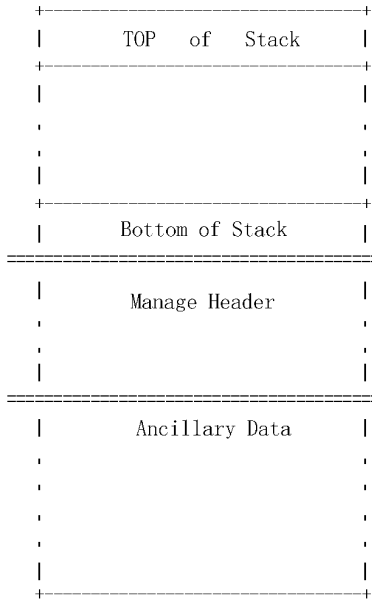 TOP of Stack
Bottom of Stack
Manage Header
Ancillary Data